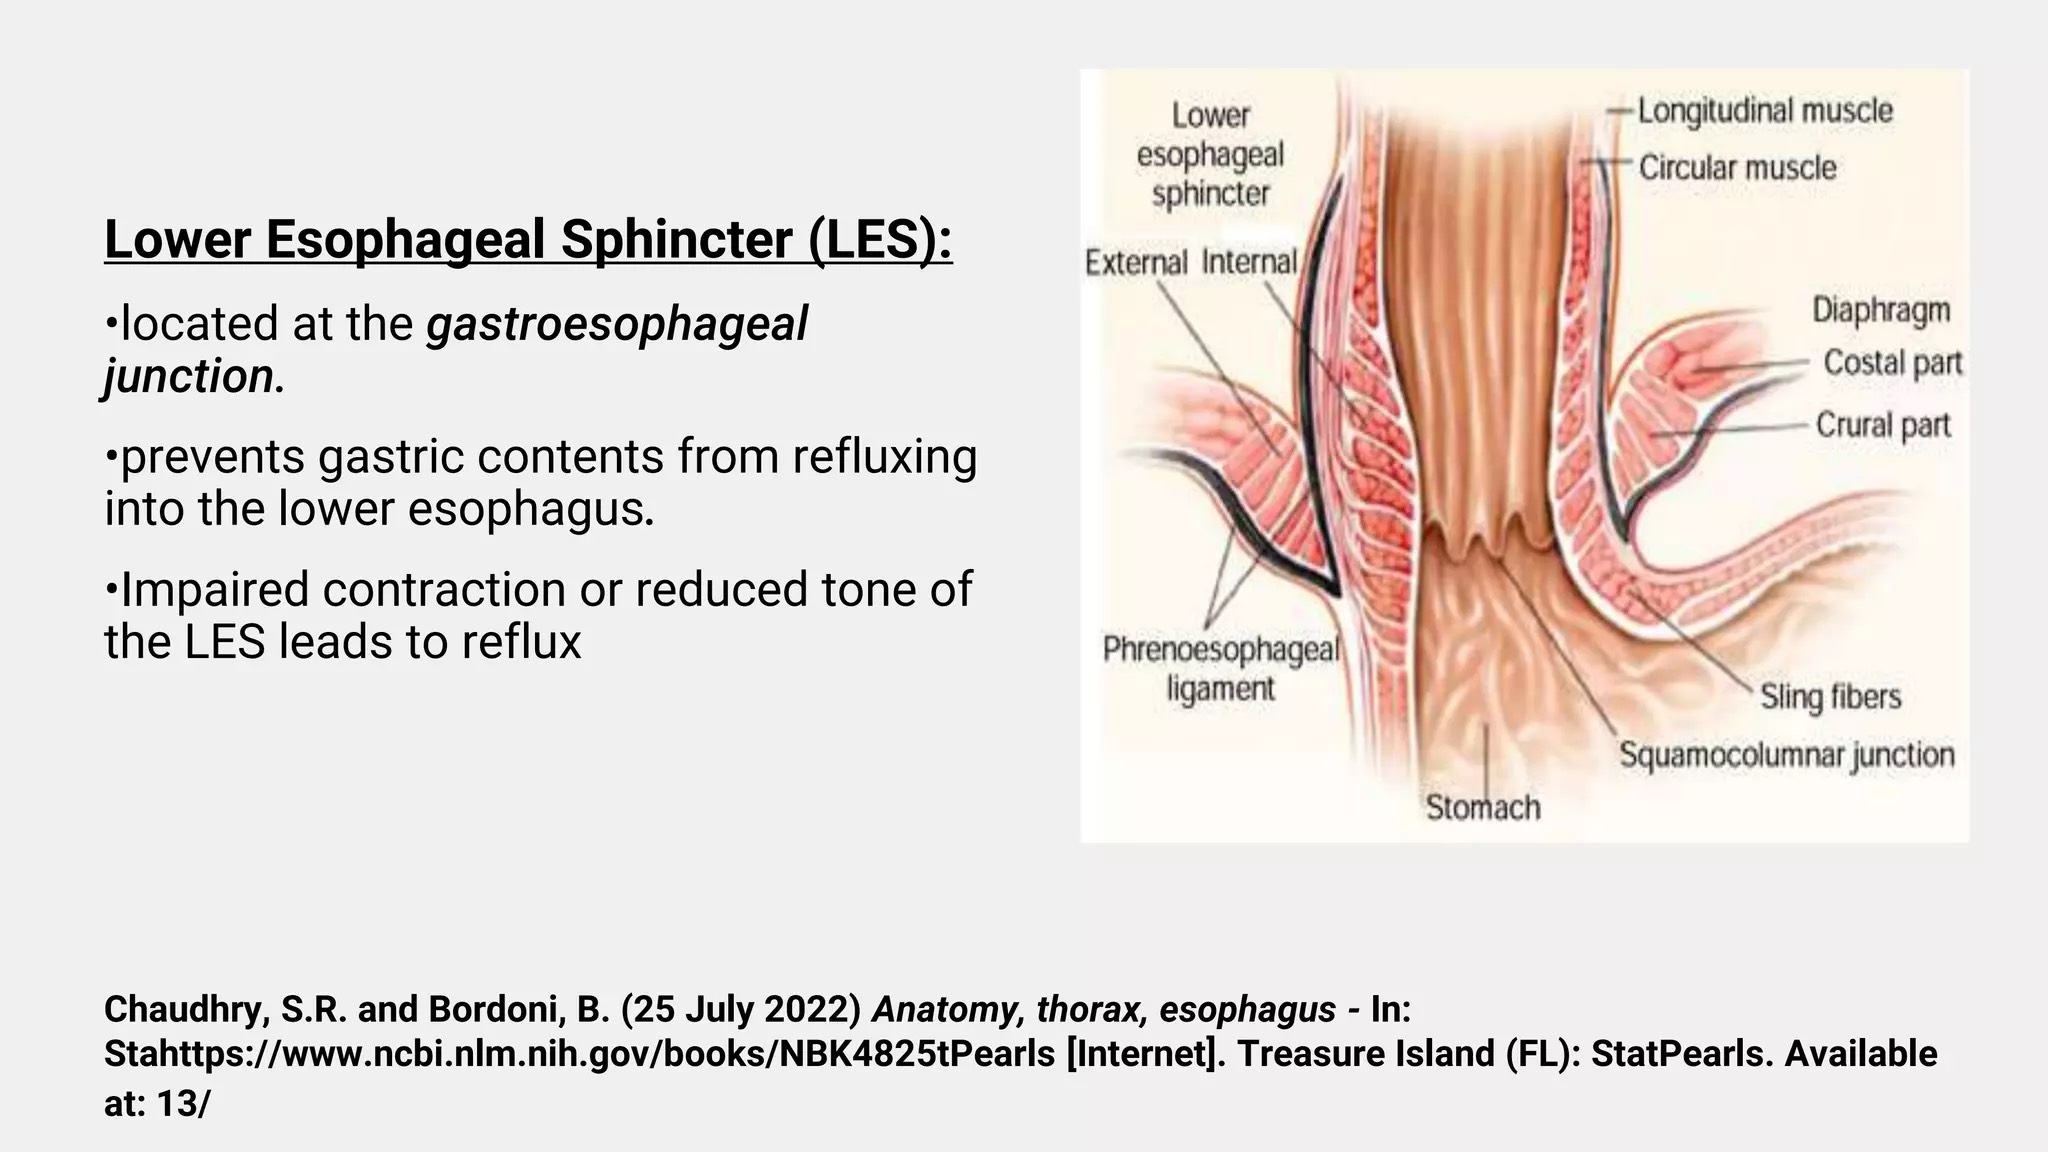 Lower Esophageal Sphincter (LES):
•located at the gastroesophageal
junction.
•prevents gastric contents from refluxing
into the lower esophagus.
•Impaired contraction or reduced tone of
the LES leads to reflux
Lower
esophageal
sphincter
External Internal
Phrenoesophageal
ligament
Longitudinal muscle
Circular muscle
Diaphragm
Costal part
Crural part
Sling fibers
Squamocolumnar junction
Stomach
Chaudhry, S.R. and Bordoni, B. (25 July 2022) Anatomy, thorax, esophagus - In:
Stahttps://www.ncbi.nlm.nih.gov/books/NBK4825tPearls [Internet]. Treasure Island (FL): StatPearls. Available
at: 13/